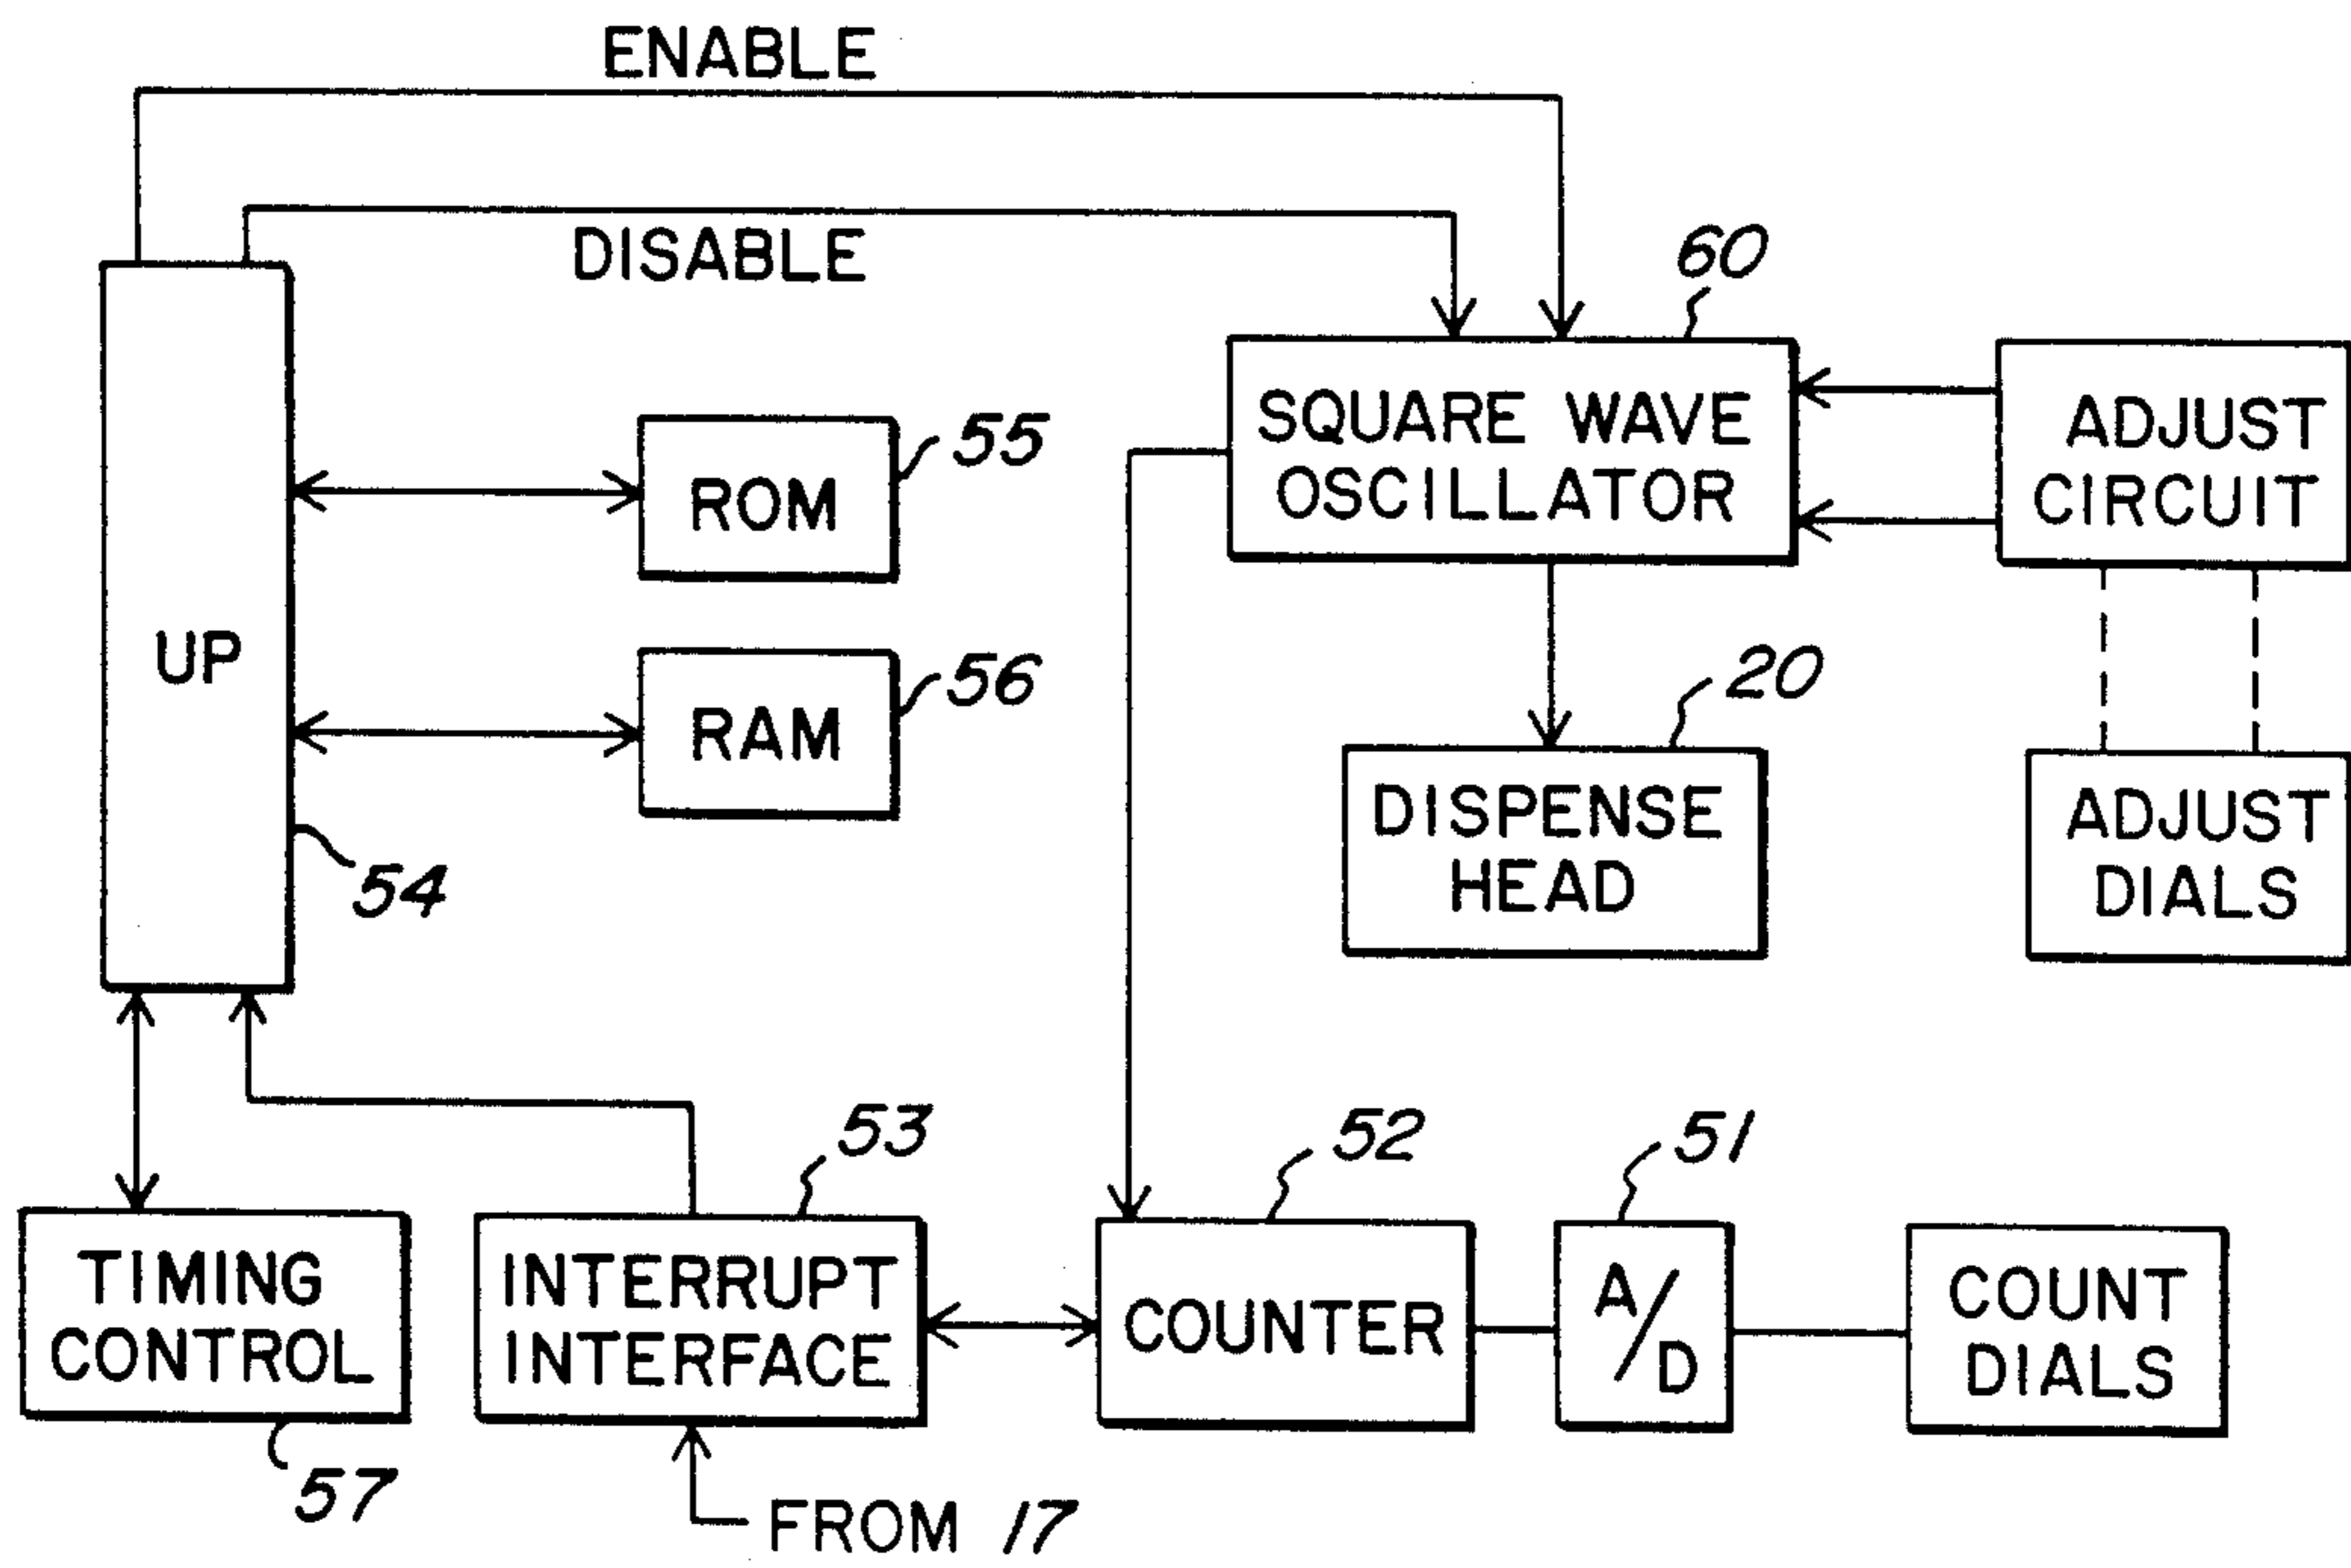 ENABLE
DISABLE
60
SQUARE WAVE
OSCILLATOR
ADJUST
CIRCUIT
55
ROM
UP
56
RAM
54
20
DISPENSE
HEAD
ADJUST
DIALS
53
52
51
TIMING
CONTROL
57
INTERRUPT
INTERFACE
COUNTER
A/D
COUNT
DIALS
FROM 17